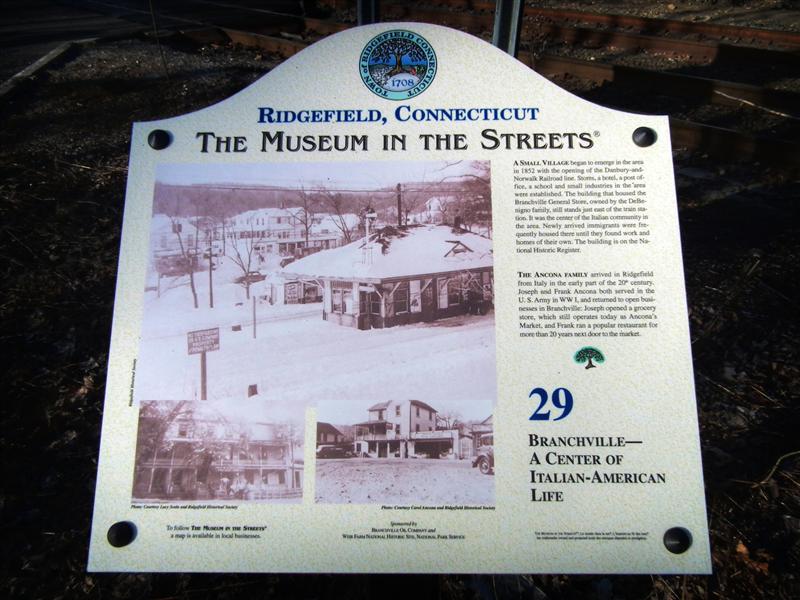 TOWN of RIDGEFIELD CONNECTICUT
1708
RIDGEFIELD, CONNECTICUT
THE MUSEUM IN THE STREETS®
A SMALL VILLAGE began to emerge in the area
in 1852 with the opening of the Danbury-and-
Norwalk Railroad line. Stores, a hotel, a post of-
fice, a school and small industries in the area
were established. The building that housed the
Branchville General Store, owned by the DeBe-
nigno family, still stands just east of the train sta-
tion. It was the center of the Italian community in
the area. Newly arrived immigrants were fre-
quently housed there until they found work and
homes of their own. The building is on the Na-
tional Historic Register.
THE ANCONA FAMILY arrived in Ridgefield
from Italy in the early part of the 20th century.
Joseph and Frank Ancona both served in the
U. S. Army in WW I, and returned to open busi-
nesses in Branchville: Joseph opened a grocery
store, which still operates today as Ancona's
Market, and Frank ran a popular restaurant for
more than 20 years next door to the market.
29
BRANCHVILLE—
A CENTER OF
ITALIAN-AMERICAN
LIFE
Ridgefield Historical Society
NO TRESPASSING
PROPERTY
Photo: Courtesy Lucy Szabo and Ridgefield Historical Society
Photo: Courtesy Carol Ancona and Ridgefield Historical Society
To follow THE MUSEUM IN THE STREETS®
a map is available in local businesses.
Sponsored by
BRANCHVILLE OIL COMPANY and
WEIR FARM NATIONAL HISTORIC SITE, NATIONAL PARK SERVICE